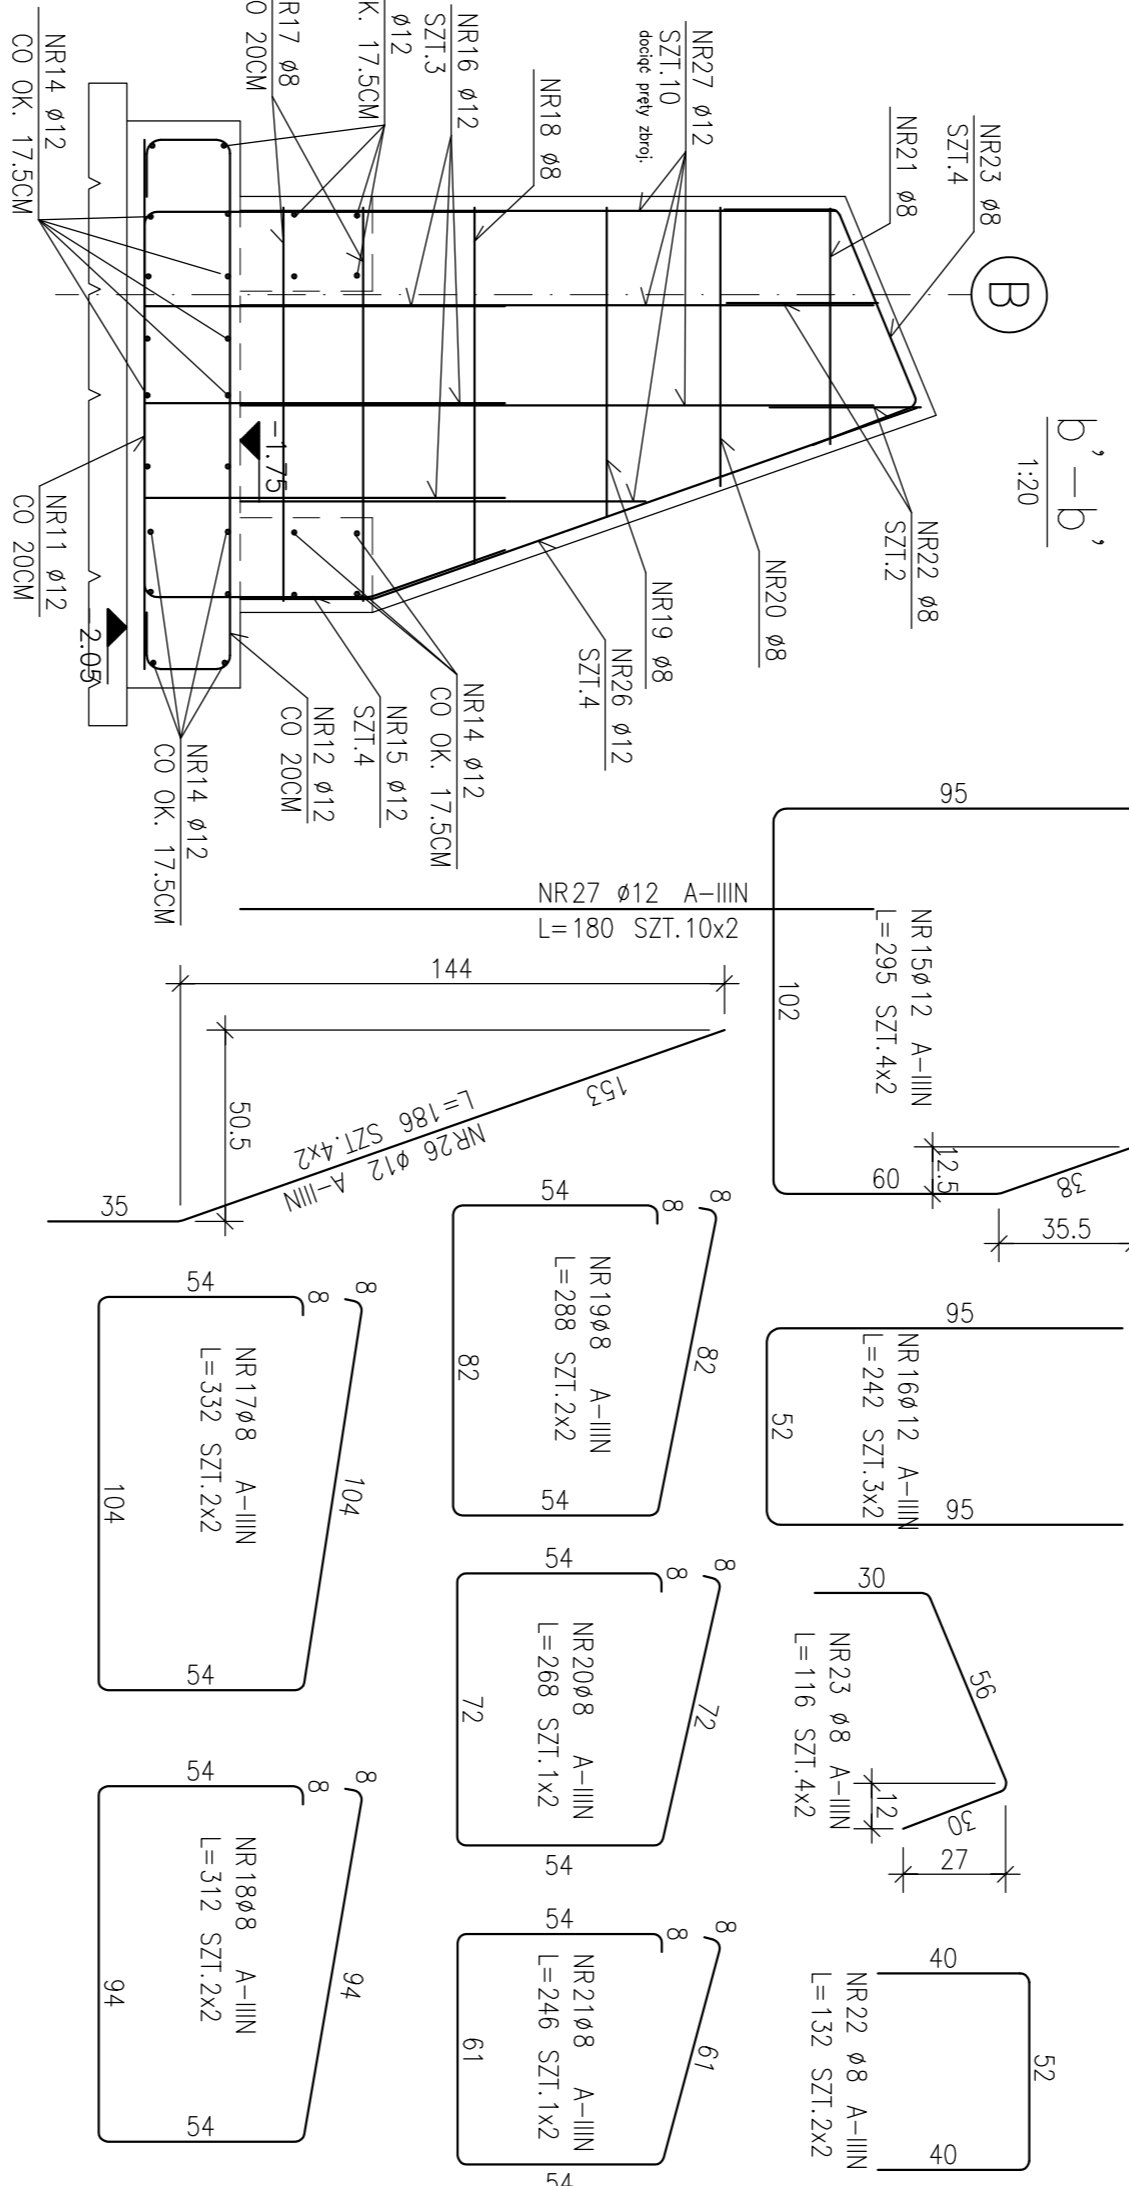 b'-b'
1:20
B
NR23 ø8
SZT.4
NR21 ø8
NR27 ø12
SZT.10
dociąć pręty zbroj.
NR18 ø8
NR16 ø12
SZT.3
ø12
K. 17.5CM
R17 ø8
O 20CM
NR14 ø12
CO OK. 17.5CM
NR22 ø8
SZT.2
NR20 ø8
NR19 ø8
NR26 ø12
SZT.4
NR14 ø12
CO OK. 17.5CM
NR15 ø12
SZT.4
NR12 ø12
CO 20CM
NR14 ø12
CO OK. 17.5CM
NR11 ø12
CO 20CM
-1.75
-2.05
95
NR15ø12 A-IIIN
L=295 SZT.4x2
102
60
12.5
38
35.5
NR27 ø12 A-IIIN
L=180 SZT.10x2
144
50.5
153
NR26 ø12 A-IIIN
L=186 SZT.4x2
35
95
NR16ø12 A-IIIN
L=242 SZT.3x2
52
95
54
8
8
NR19ø8 A-IIIN
L=288 SZT.2x2
82
82
54
54
8
8
NR17ø8 A-IIIN
L=332 SZT.2x2
104
104
54
30
56
NR23 ø8 A-IIIN
L=116 SZT.4x2
12
30
27
54
8
8
NR20ø8 A-IIIN
L=268 SZT.1x2
72
72
54
54
8
8
NR18ø8 A-IIIN
L=312 SZT.2x2
94
94
54
54
8
8
NR21ø8 A-IIIN
L=246 SZT.1x2
61
61
54
40
NR22 ø8 A-IIIN
L=132 SZT.2x2
52
40